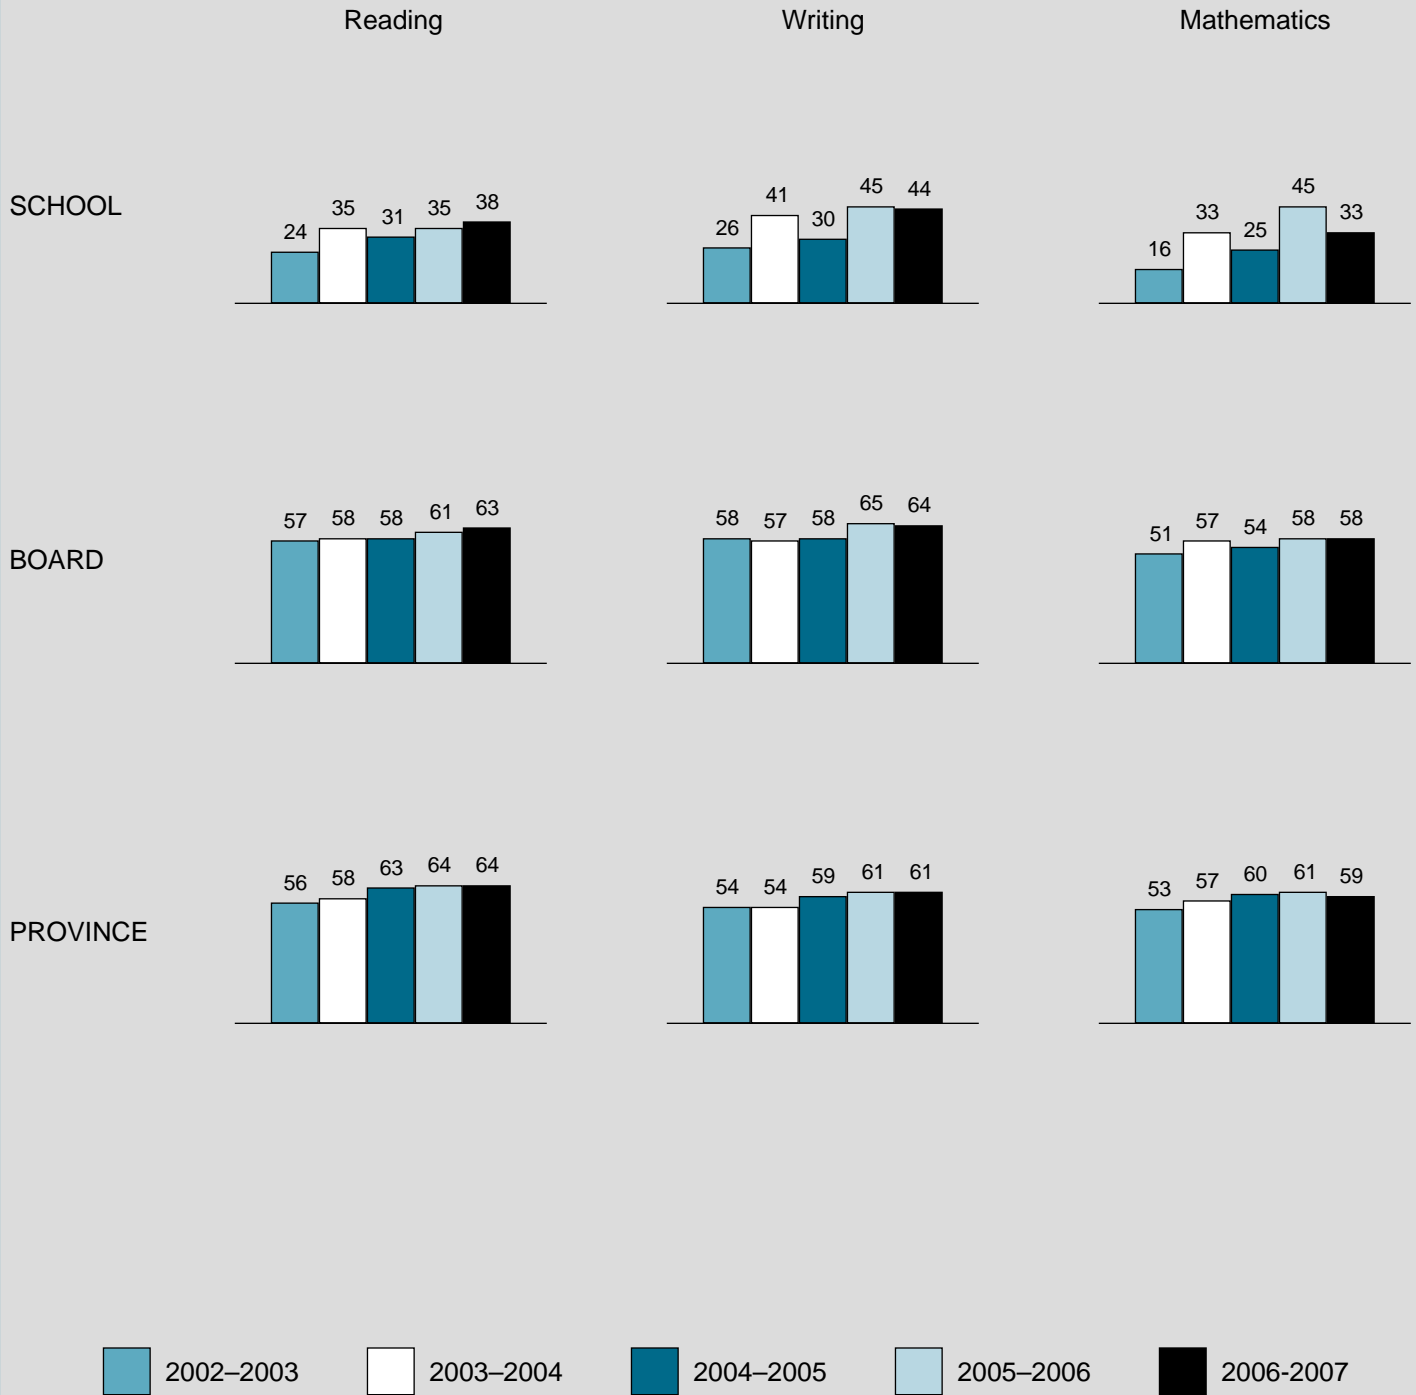 Reading Writing Mathematics
SCHOOL
24 35 31 35 38
26 41 30 45 44
16 33 25 45 33
BOARD
57 58 58 61 63
58 57 58 65 64
51 57 54 58 58
PROVINCE
56 58 63 64 64
54 54 59 61 61
53 57 60 61 59
2002–2003 2003–2004 2004–2005 2005–2006 2006-2007